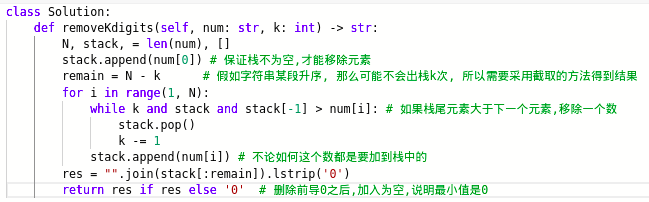 class Solution:
    def removeKdigits(self, num: str, k: int) -> str:
        N, stack, = len(num), []
        stack.append(num[0]) # 保证栈不为空,才能移除元素
        remain = N - k      # 假如字符串某段升序, 那么可能不会出栈k次, 所以需要采用截取的方法得到结果
        for i in range(1, N):
            while k and stack and stack[-1] > num[i]: # 如果栈尾元素大于下一个元素,移除一个数
                stack.pop()
                k -= 1
            stack.append(num[i]) # 不论如何这个数都是要加到栈中的
        res = "".join(stack[:remain]).lstrip('0')
        return res if res else '0'  # 删除前导0之后,加入为空,说明最小值是0